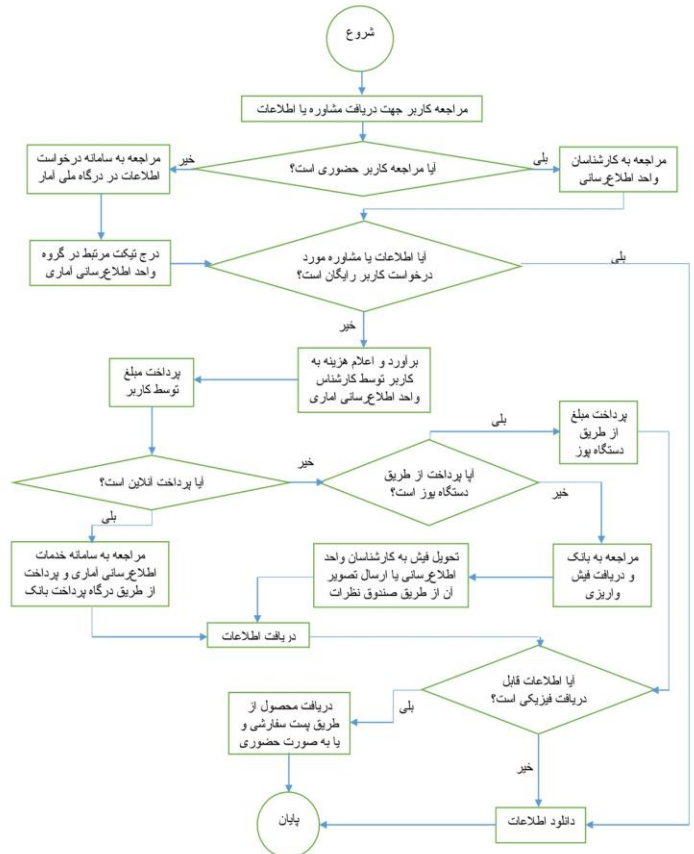 شروع
مراجعه کاربر جهت دریافت مشاوره یا اطلاعات
آیا مراجعه کاربر حضوری است؟
بلی
خیر
مراجعه به کارشناسان
واحد اطلاع‌رسانی
مراجعه به سامانه درخواست
اطلاعات در درگاه ملی آمار
درج تیکت مرتبط در گروه
واحد اطلاع‌رسانی آماری
آیا اطلاعات یا مشاوره مورد
درخواست کاربر رایگان است؟
بلی
خیر
برآورد و اعلام هزینه به
کاربر توسط کارشناس
واحد اطلاع‌رسانی اماری
پرداخت مبلغ
توسط کاربر
آیا پرداخت آنلاین است؟
خیر
بلی
آیا پرداخت از طریق
دستگاه پوز است؟
بلی
خیر
پرداخت مبلغ
از طریق
دستگاه پوز
مراجعه به بانک
و دریافت فیش
واریزی
تحویل فیش به کارشناسان واحد
اطلاع‌رسانی یا ارسال تصویر
آن از طریق صندوق نظرات
مراجعه به سامانه خدمات
اطلاع‌رسانی آماری و پرداخت
از طریق درگاه پرداخت بانک
دریافت اطلاعات
آیا اطلاعات قابل
دریافت فیزیکی است؟
بلی
خیر
دریافت محصول از
طریق پست سفارشی و
یا به صورت حضوری
دانلود اطلاعات
پایان